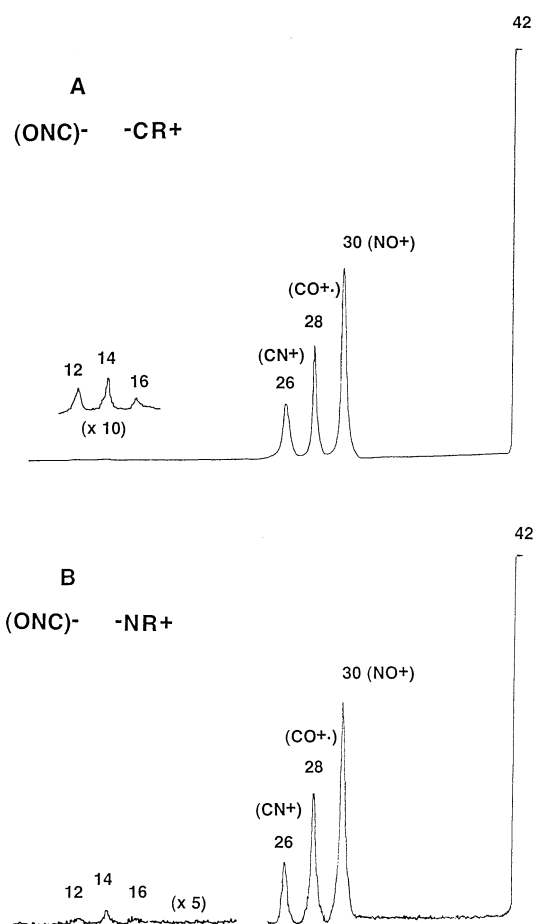 42
A
(ONC)- -CR+
30 (NO+)
(CO+·)
28
(CN+)
26
12 14 16
(x 10)
42
B
(ONC)- -NR+
30 (NO+)
(CO+·)
28
(CN+)
26
12 14 16 (x 5)